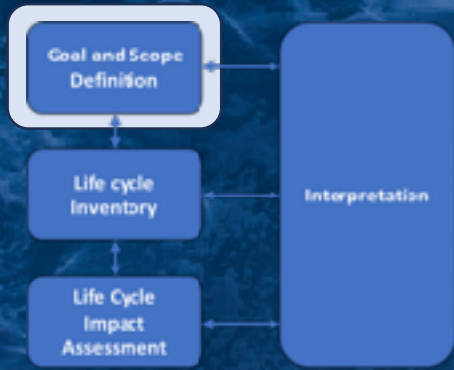 Goal and Scope
Definition
Life cycle
Inventory
Interpretation
Life Cycle
Impact
Assessment